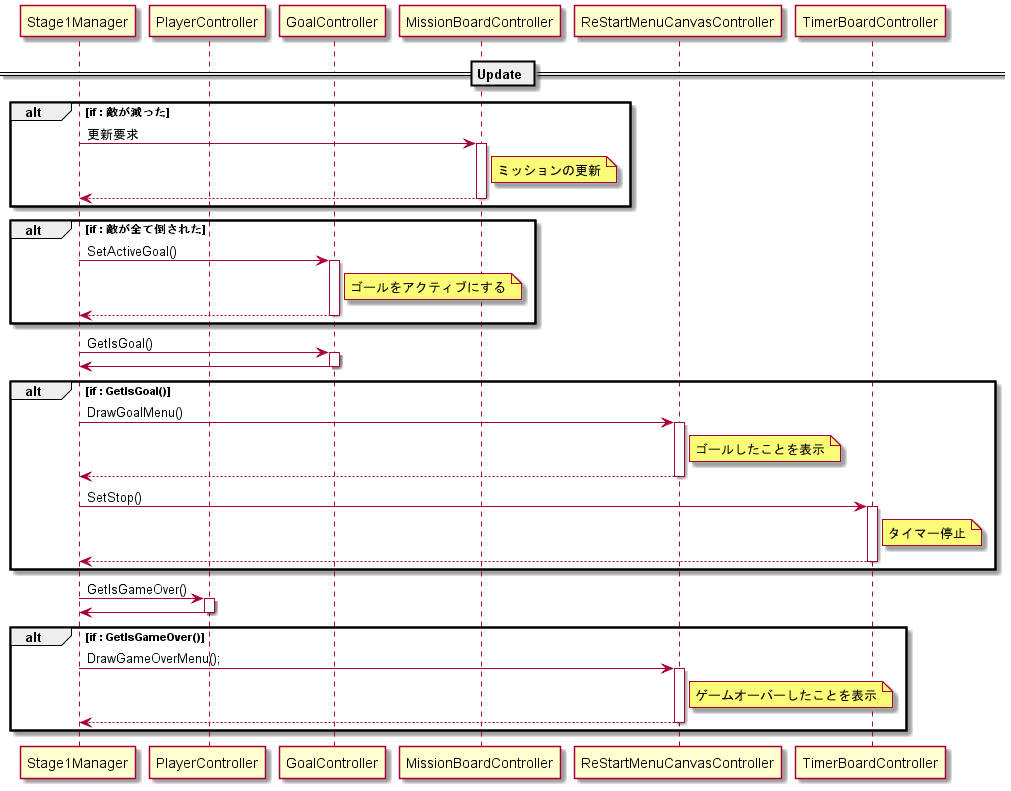 Stage1Manager PlayerController GoalController MissionBoardController ReStartMenuCanvasController TimerBoardController
Update
alt [if : 敵が減った]
更新要求
ミッションの更新
alt [if : 敵が全て倒された]
SetActiveGoal()
ゴールをアクティブにする
GetIsGoal()
alt [if : GetIsGoal()]
DrawGoalMenu()
ゴールしたことを表示
SetStop()
タイマー停止
GetIsGameOver()
alt [if : GetIsGameOver()]
DrawGameOverMenu();
ゲームオーバーしたことを表示
Stage1Manager PlayerController GoalController MissionBoardController ReStartMenuCanvasController TimerBoardController